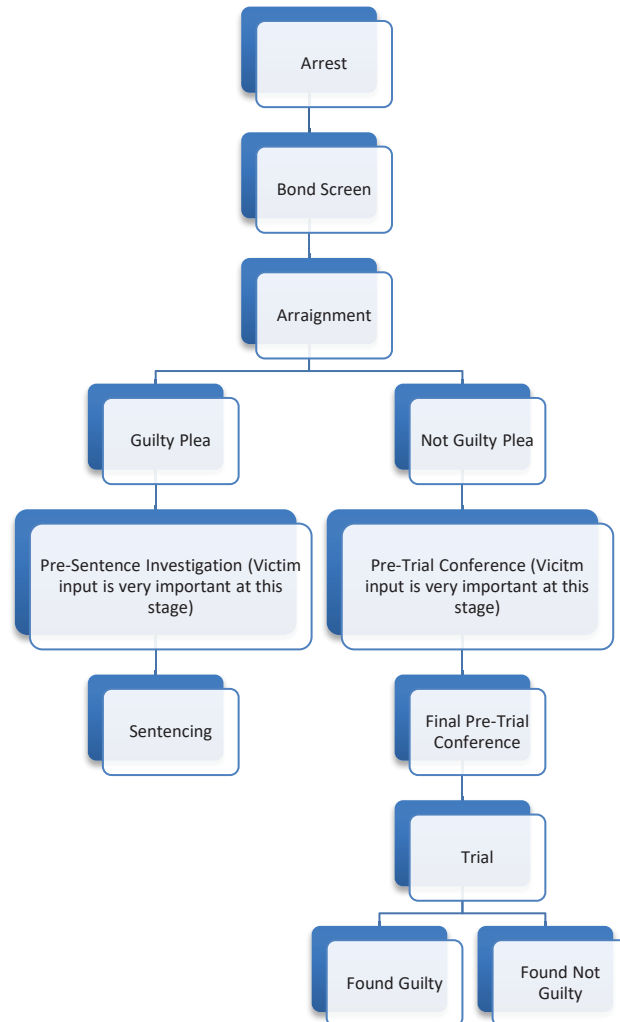 Arrest
Bond Screen
Arraignment
Guilty Plea
Not Guilty Plea
Pre-Sentence Investigation (Victim
input is very important at this
stage)
Pre-Trial Conference (Vicitm
input is very important at this
stage)
Sentencing
Final Pre-Trial
Conference
Trial
Found Guilty
Found Not
Guilty